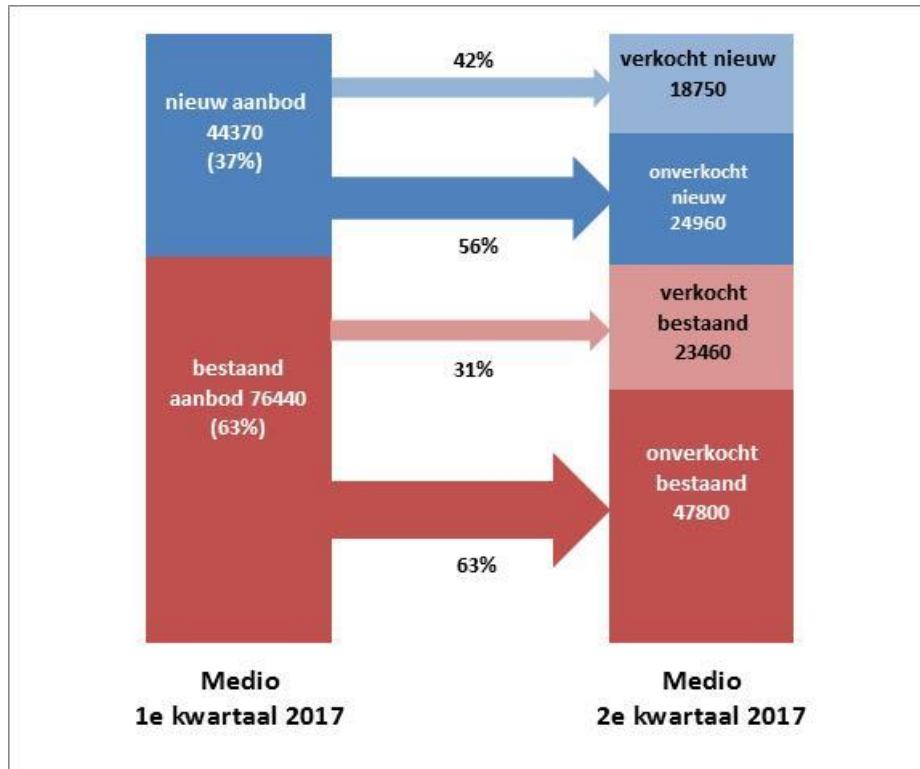 nieuw aanbod
44370
(37%)
bestaand
aanbod 76440
(63%)
42%
56%
31%
63%
verkocht nieuw
18750
onverkocht
nieuw
24960
verkocht
bestaand
23460
onverkocht
bestaand
47800
Medio
1e kwartaal 2017
Medio
2e kwartaal 2017